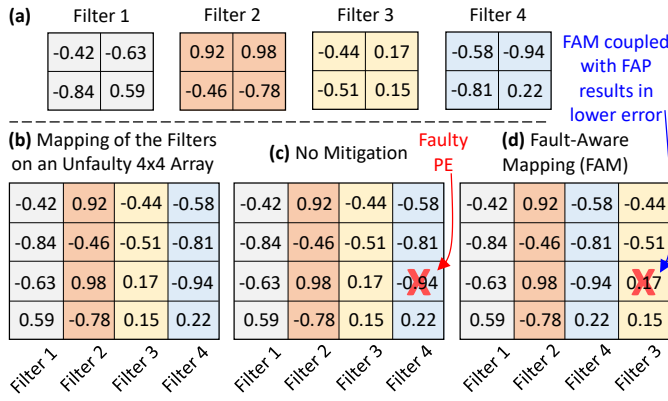 (a)
Filter 1 Filter 2 Filter 3 Filter 4
-0.42 -0.63 0.92 0.98 -0.44 0.17 -0.58 -0.94
-0.84 0.59 -0.46 -0.78 -0.51 0.15 -0.81 0.22
FAM coupled
with FAP
results in
lower error
(b) Mapping of the Filters
on an Unfaulty 4x4 Array
-0.42 0.92 -0.44 -0.58
-0.84 -0.46 -0.51 -0.81
-0.63 0.98 0.17 -0.94
0.59 -0.78 0.15 0.22
Filter 1 Filter 2 Filter 3 Filter 4
(c) No Mitigation
Faulty
PE
-0.42 0.92 -0.44 -0.58
-0.84 -0.46 -0.51 -0.81
-0.63 0.98 0.17 -0.94
X
0.59 -0.78 0.15 0.22
Filter 1 Filter 2 Filter 3 Filter 4
(d) Fault-Aware
Mapping (FAM)
-0.42 0.92 -0.58 -0.44
-0.84 -0.46 -0.81 -0.51
-0.63 0.98 -0.94 0.17
X
0.59 -0.78 0.22 0.15
Filter 1 Filter 2 Filter 4 Filter 3